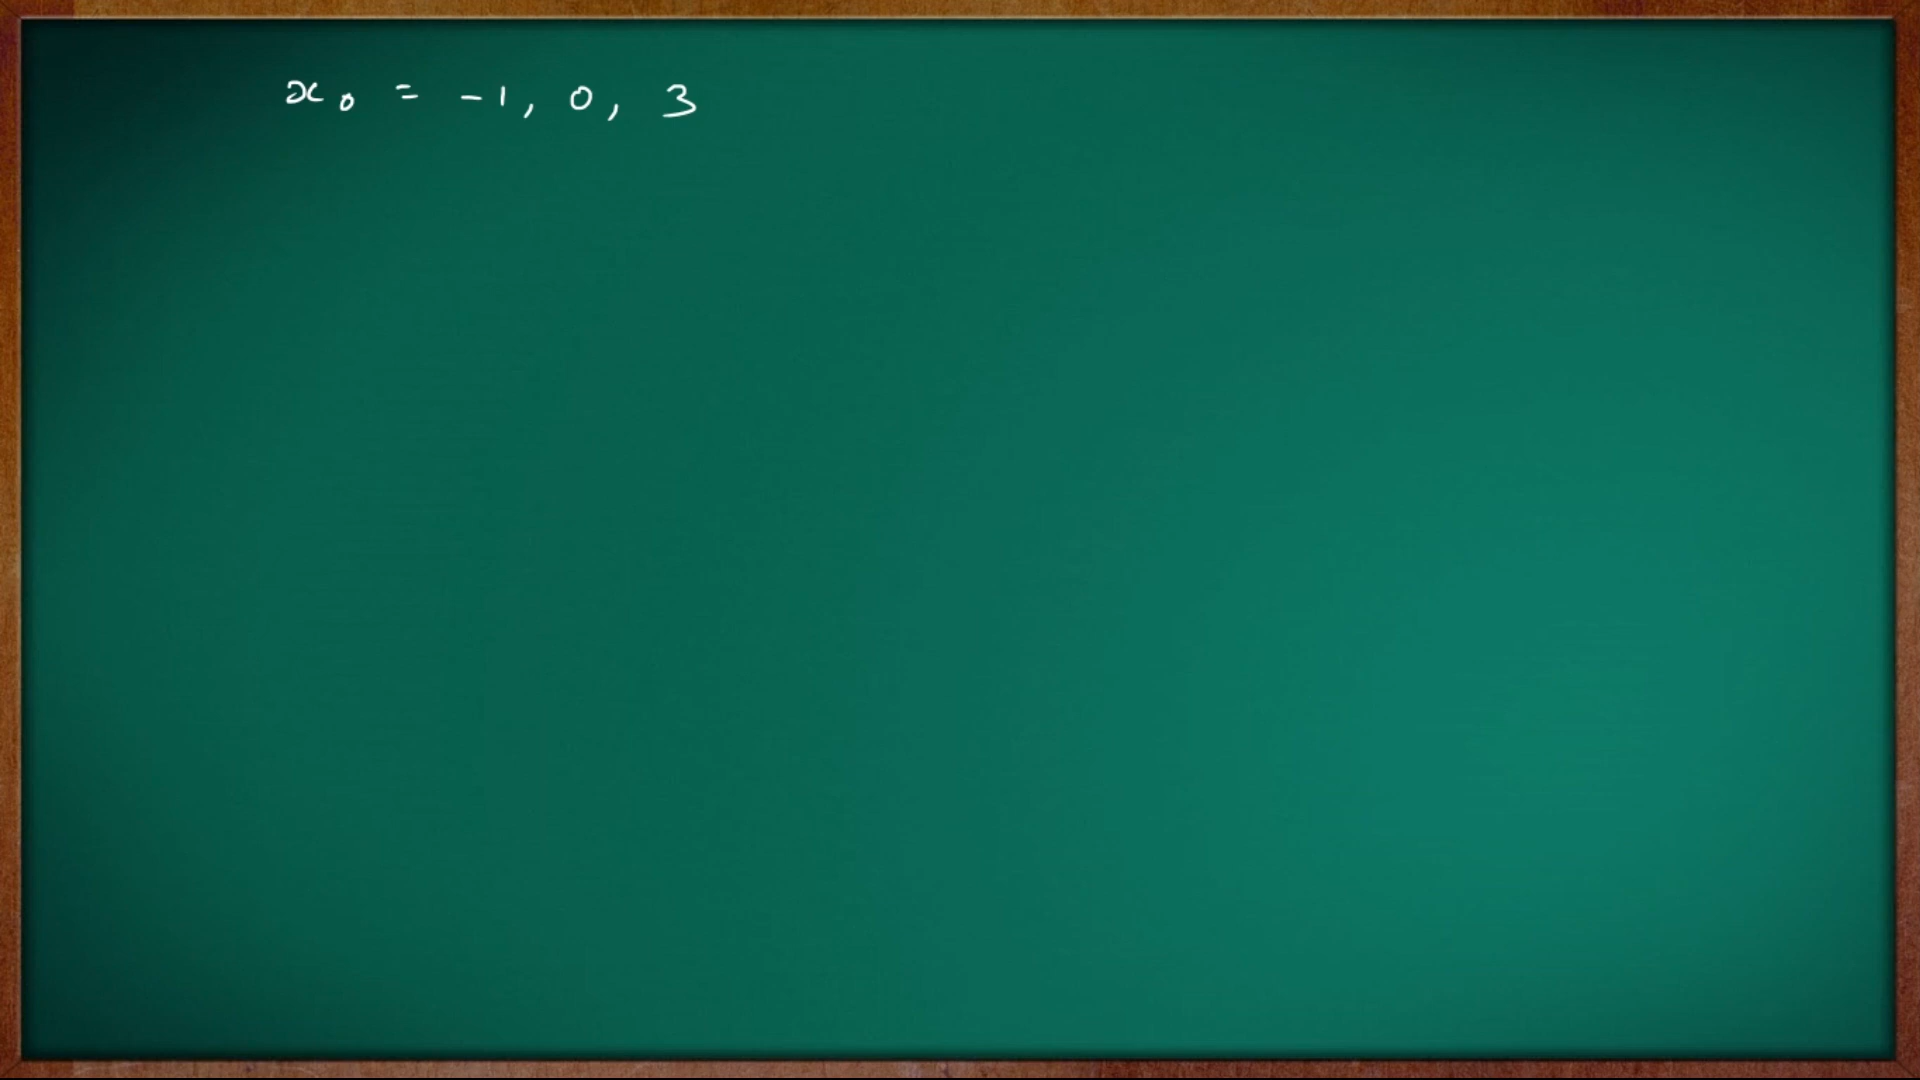 x₀ = -1, 0, 3